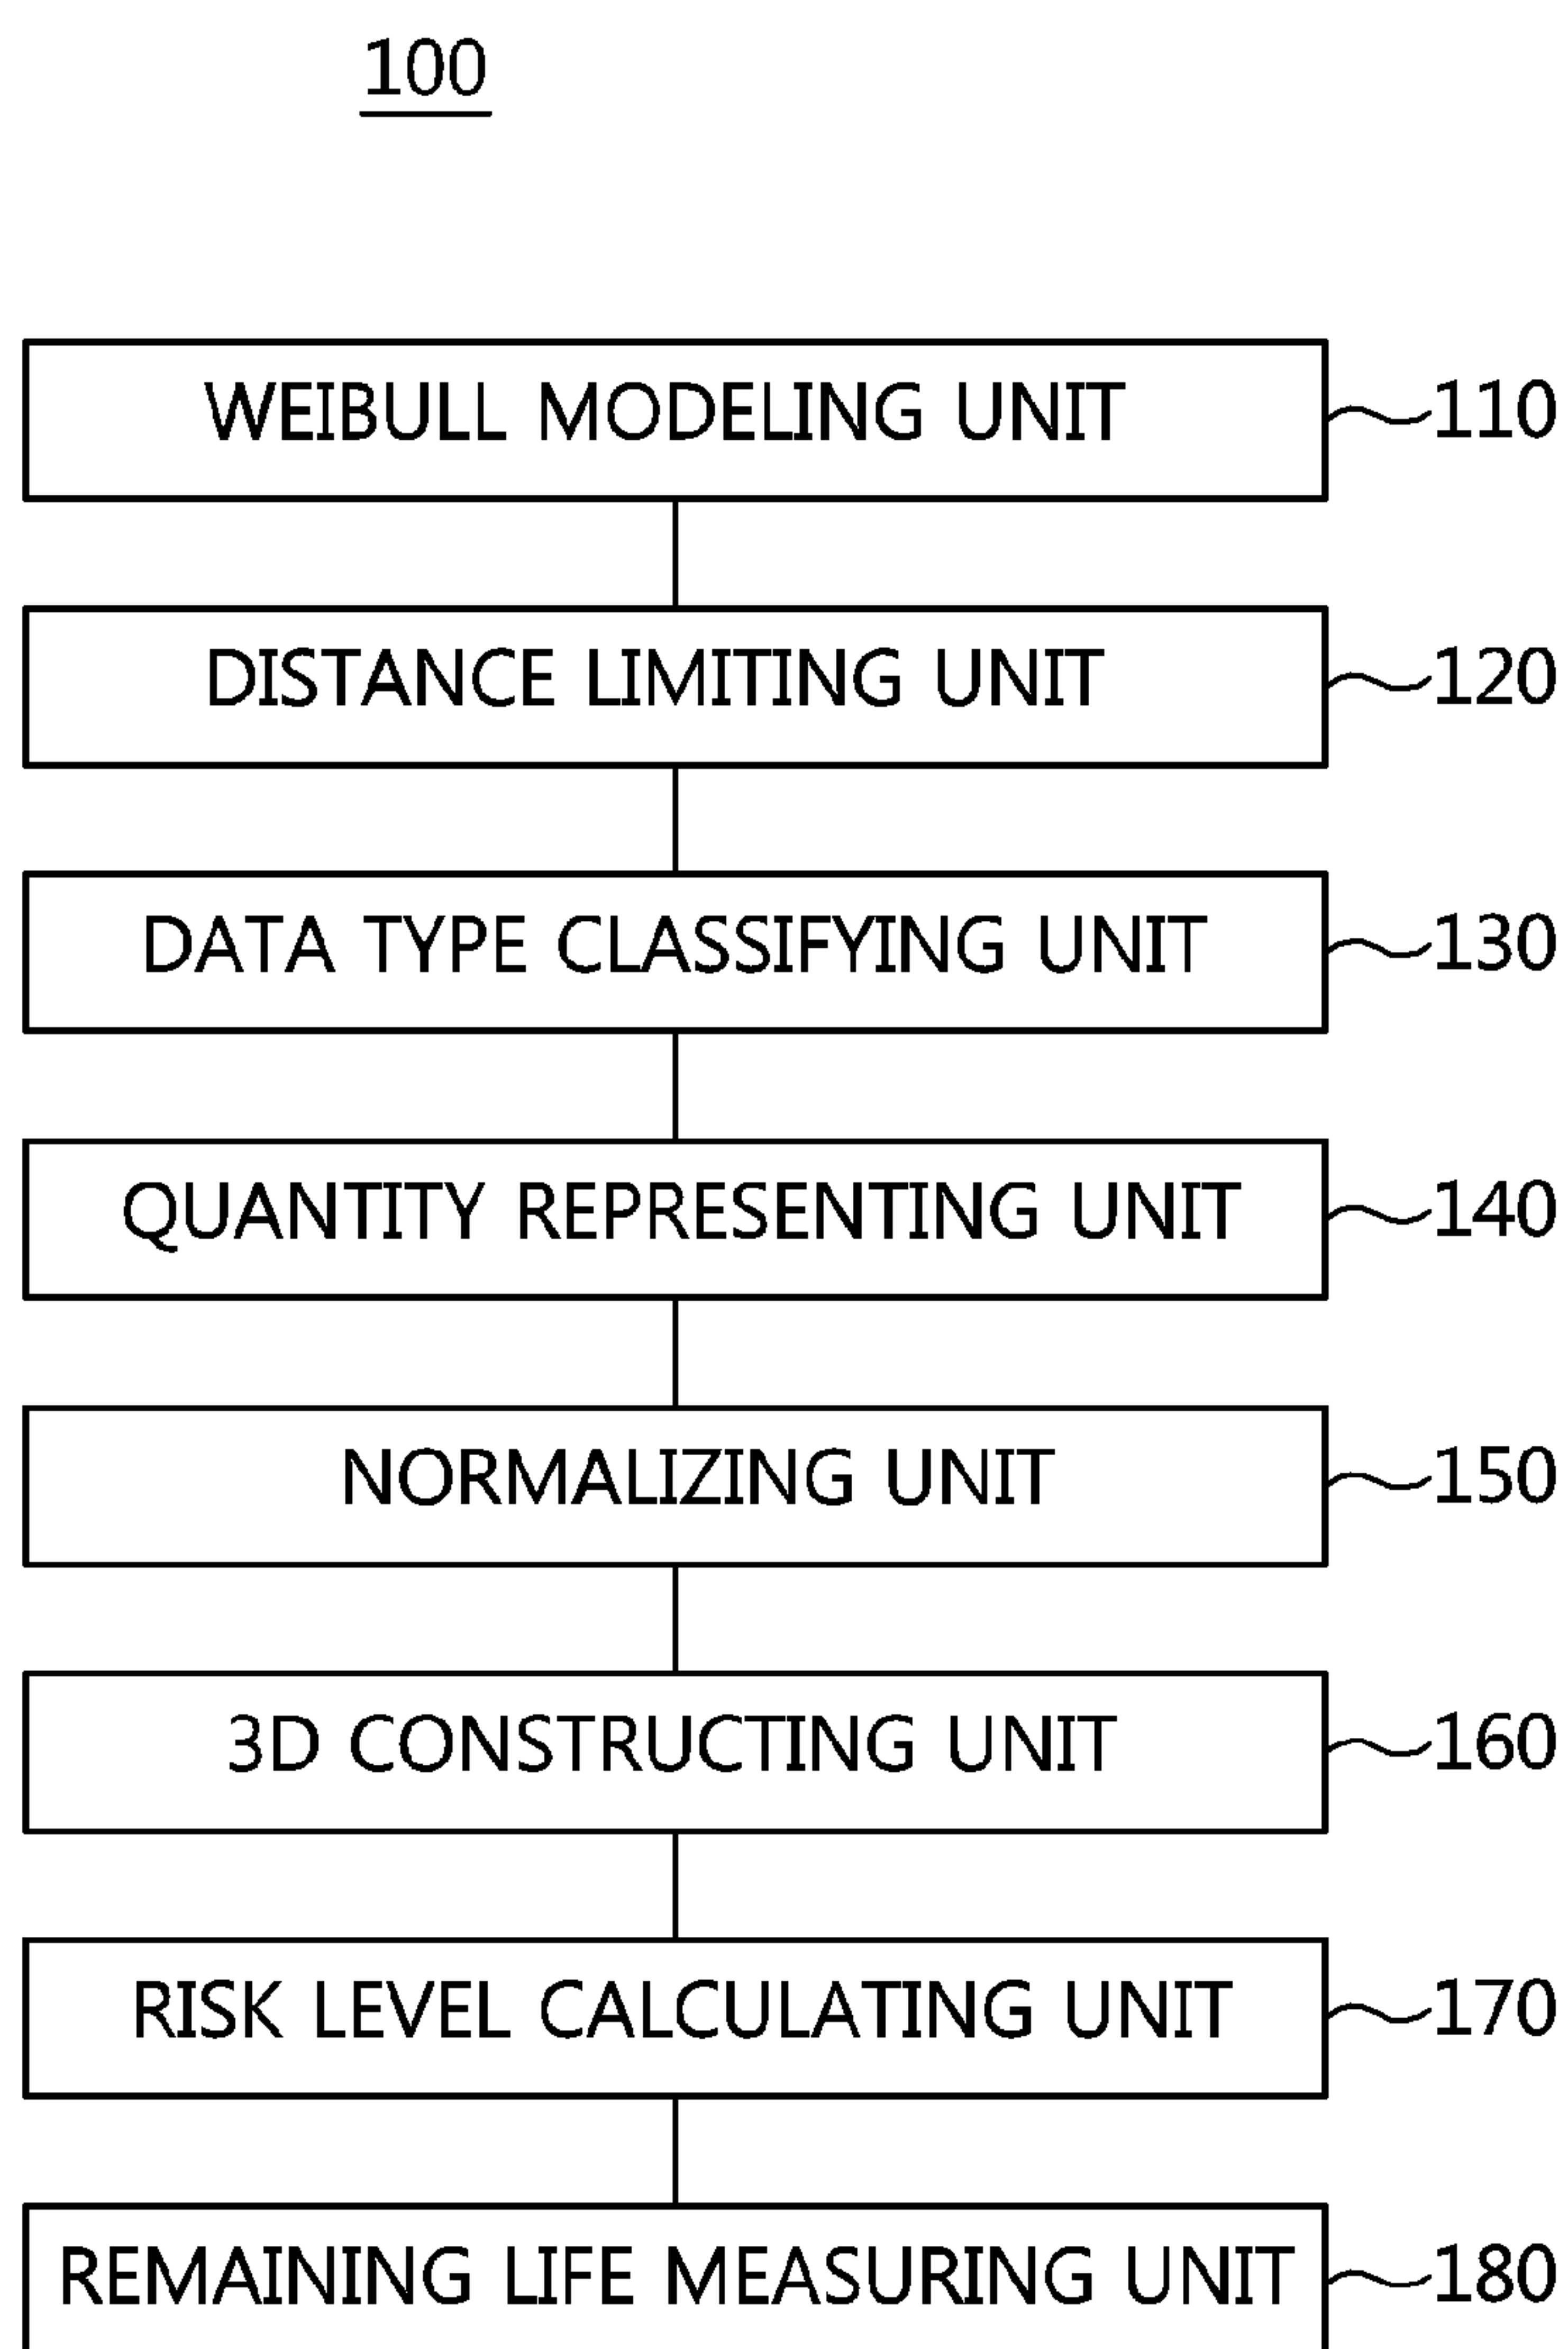 100
WEIBULL MODELING UNIT 110
DISTANCE LIMITING UNIT 120
DATA TYPE CLASSIFYING UNIT 130
QUANTITY REPRESENTING UNIT 140
NORMALIZING UNIT 150
3D CONSTRUCTING UNIT 160
RISK LEVEL CALCULATING UNIT 170
REMAINING LIFE MEASURING UNIT 180